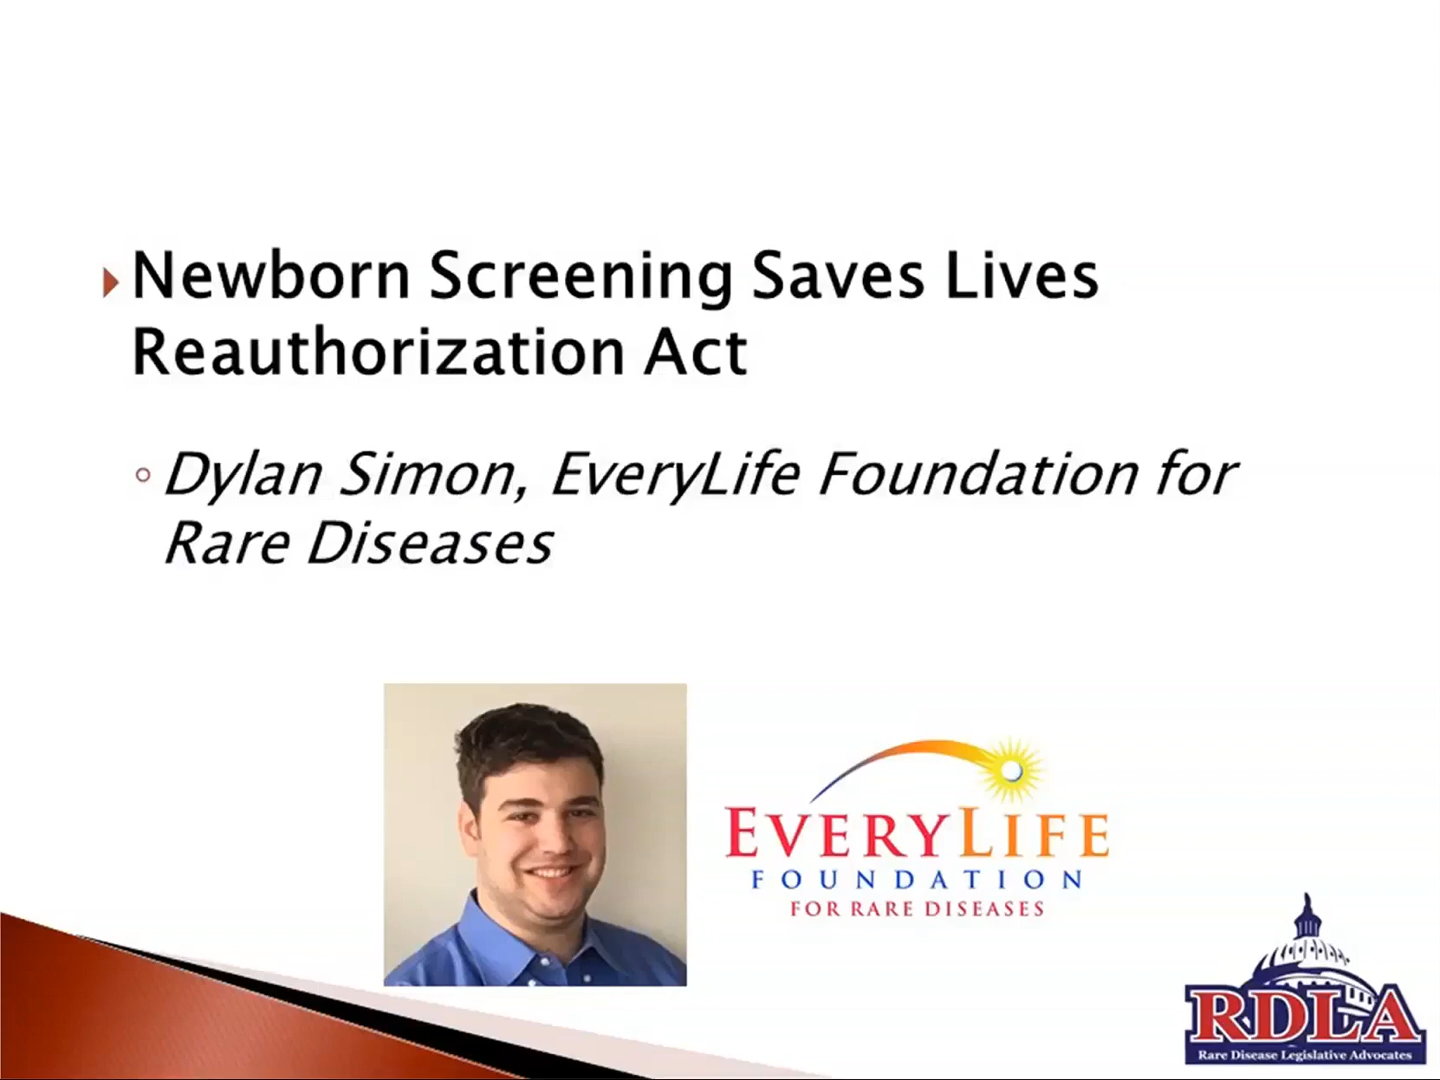 Newborn Screening Saves Lives
Reauthorization Act
Dylan Simon, EveryLife Foundation for
Rare Diseases
EVERYLIFE
FOUNDATION
FOR RARE DISEASES
RDLA
Rare Disease Legislative Advocates